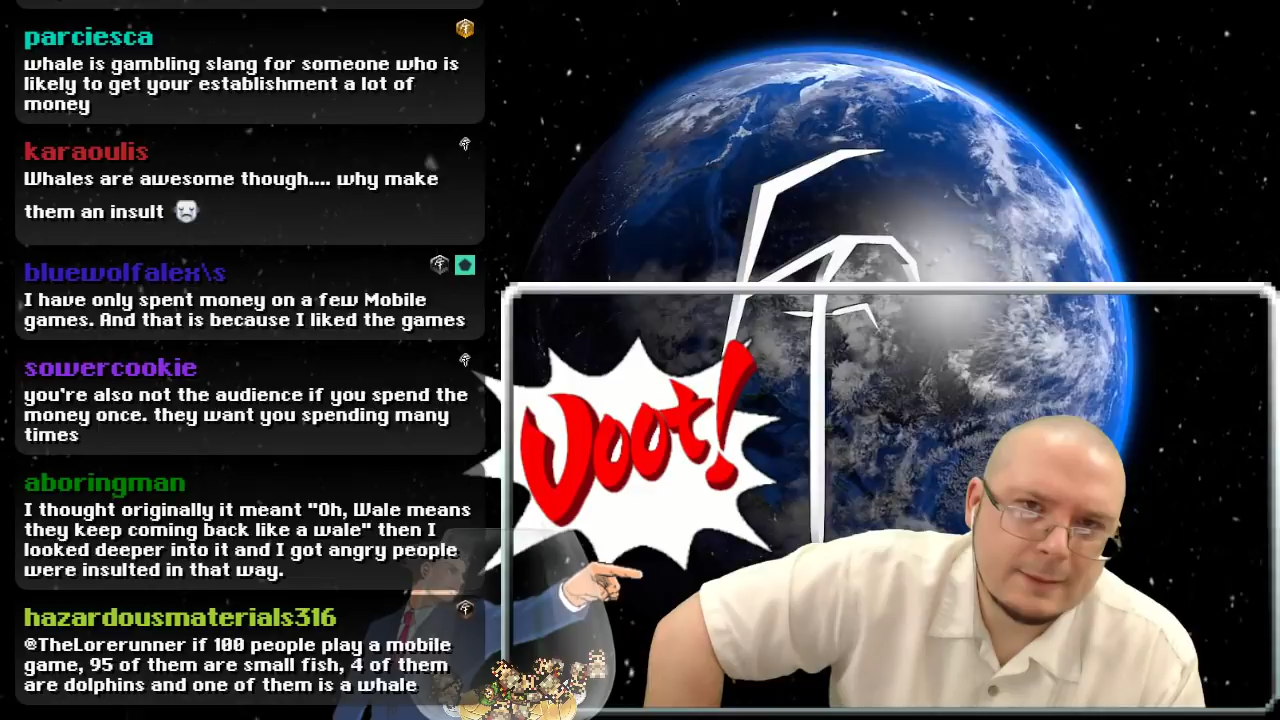 parciesca
whale is gambling slang for someone who is
likely to get your establishment a lot of
money
karaoulis
Whales are awesome though.... why make
them an insult
bluewolfalex\s
I have only spent money on a few Mobile
games. And that is because I liked the games
sowercookie
you're also not the audience if you spend the
money once. they want you spending many
times
aboringman
I thought originally it meant "Oh, Wale means
they keep coming back like a wale" then I
looked deeper into it and I got angry people
were insulted in that way.
hazardousmaterials316
@TheLorerunner if 100 people play a mobile
game, 95 of them are small fish, 4 of them
are dolphins and one of them is a whale
Voot!